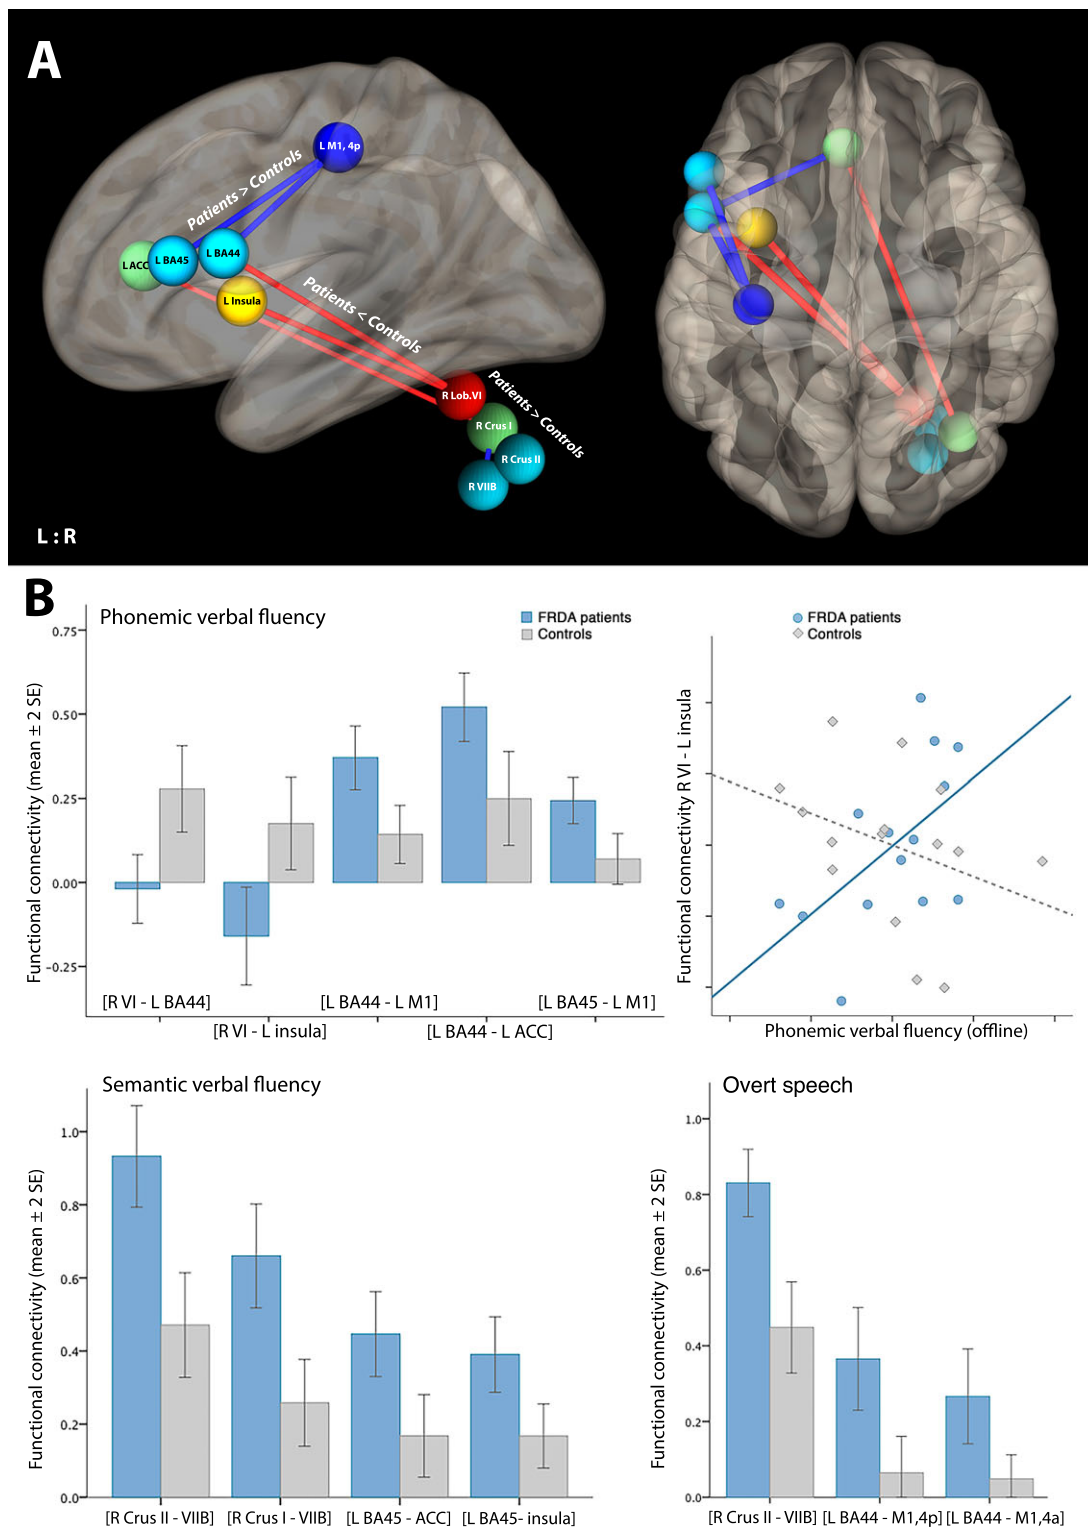 A
L M1, 4p
Patients > Controls
L ACC
L BA45
L BA44
L Insula
Patients < Controls
R Lob.VI
Patients > Controls
R Crus I
R Crus II
R VIIB
L : R
B
Phonemic verbal fluency
FRDA patients
Controls
Functional connectivity (mean ± 2 SE)
0.75
0.50
0.25
0.00
-0.25
[R VI - L BA44]
[L BA44 - L M1]
[L BA45 - L M1]
[R VI - L insula]
[L BA44 - L ACC]
FRDA patients
Controls
Functional connectivity R VI - L insula
Phonemic verbal fluency (offline)
Semantic verbal fluency
Functional connectivity (mean ± 2 SE)
1.0
0.8
0.6
0.4
0.2
0.0
[R Crus II - VIIB]
[R Crus I - VIIB]
[L BA45 - ACC]
[L BA45- insula]
Overt speech
Functional connectivity (mean ± 2 SE)
1.0
0.8
0.6
0.4
0.2
0.0
[R Crus II - VIIB]
[L BA44 - M1,4p]
[L BA44 - M1,4a]